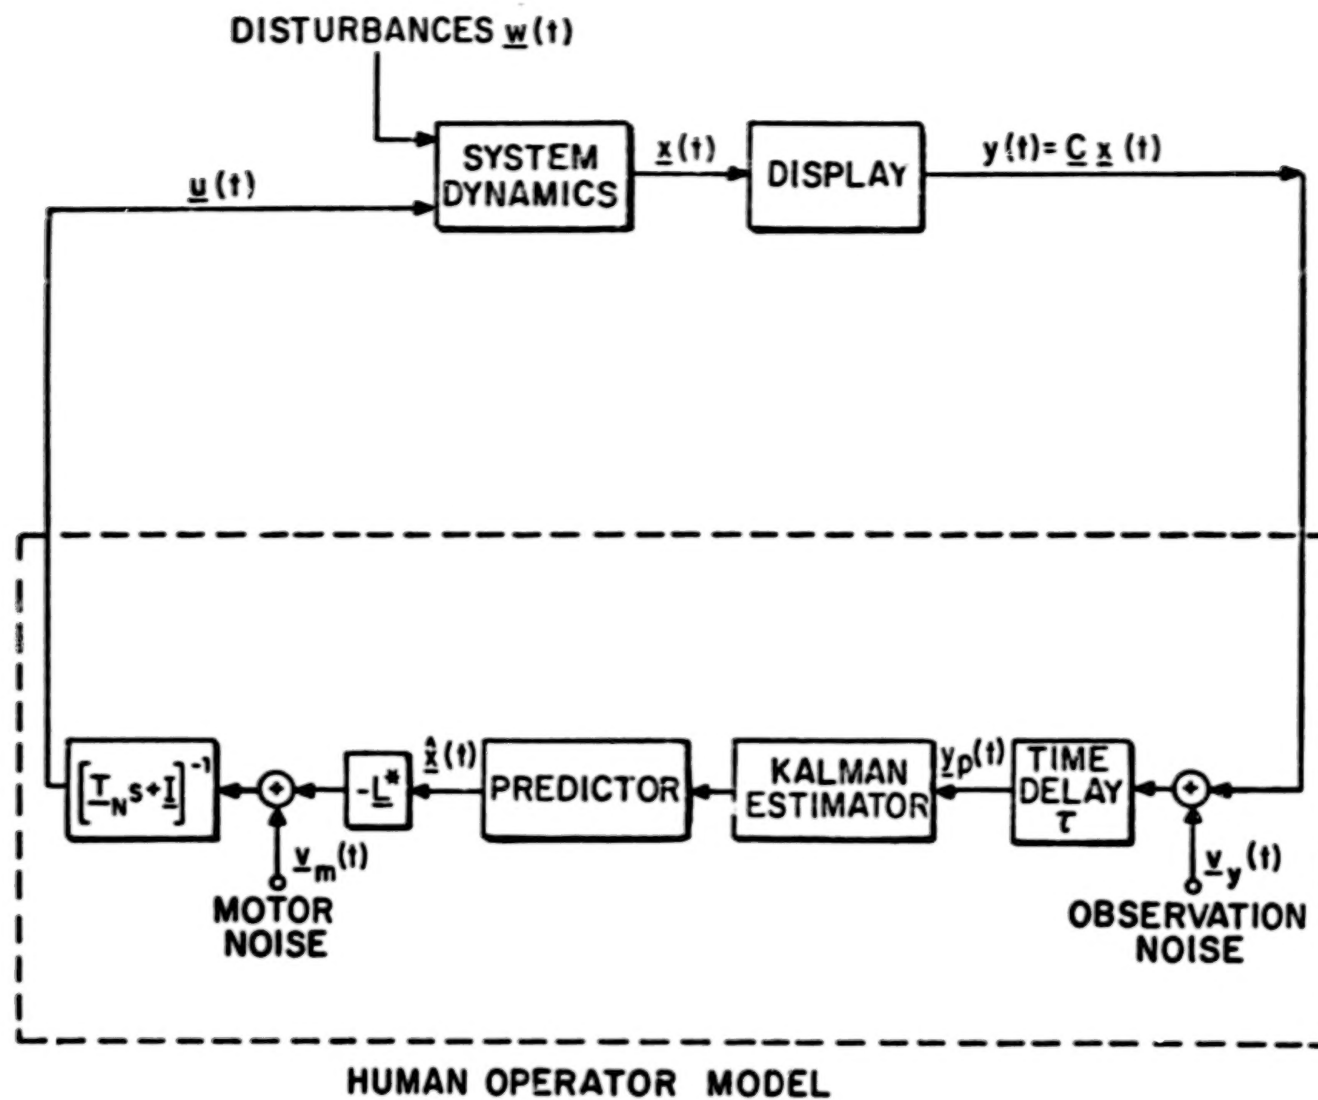 DISTURBANCES w(t)
SYSTEM
DYNAMICS
x(t)
DISPLAY
y(t)= C x (t)
u(t)
[T_N s+I]^-1
+
-L*
x̂(t)
PREDICTOR
KALMAN
ESTIMATOR
y_p(t)
TIME
DELAY
τ
+
v_m(t)
MOTOR
NOISE
v_y(t)
OBSERVATION
NOISE
HUMAN OPERATOR MODEL